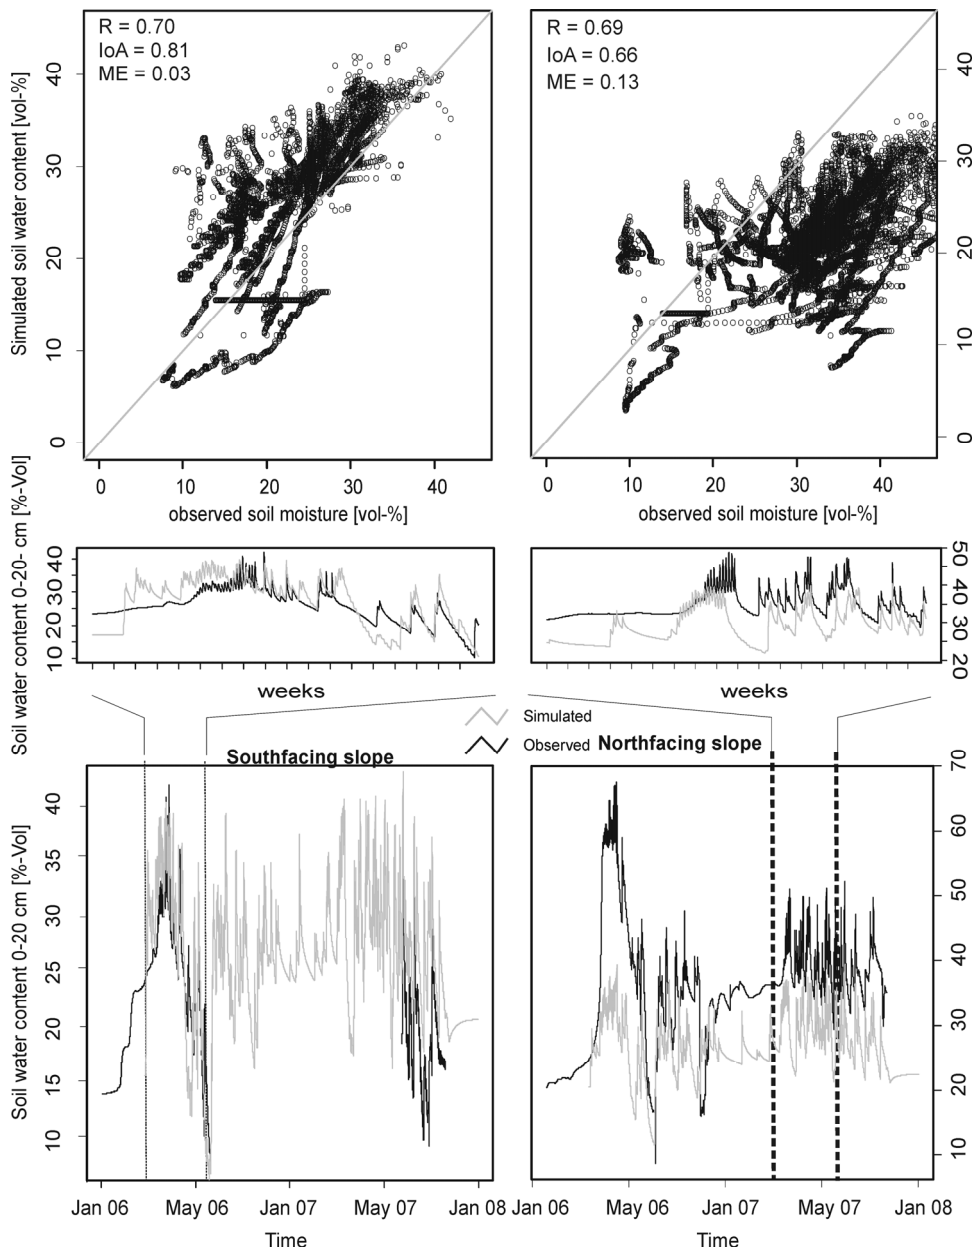 R = 0.70
IoA = 0.81
ME = 0.03
R = 0.69
IoA = 0.66
ME = 0.13
Simulated soil water content [vol-%]
40
30
20
10
0
40
30
20
10
0
0 10 20 30 40
0 10 20 30 40
observed soil moisture [vol-%]
observed soil moisture [vol-%]
Soil water content 0-20- cm [%-Vol]
40
30
20
10
50
40
30
20
weeks
weeks
Simulated
Observed
Southfacing slope
Northfacing slope
Soil water content 0-20 cm [%-Vol]
40
35
30
25
20
15
10
70
60
50
40
30
20
10
Jan 06 May 06 Jan 07 May 07 Jan 08
Jan 06 May 06 Jan 07 May 07 Jan 08
Time
Time